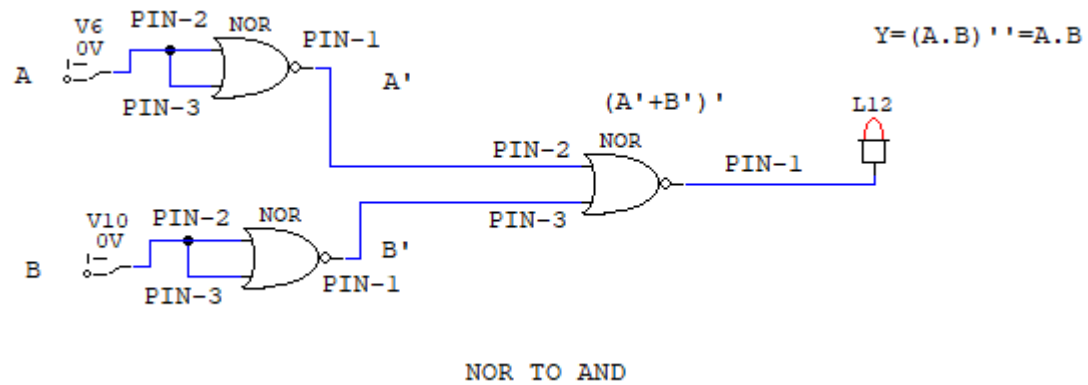 V6
0V
PIN-2
NOR
PIN-1
Y=(A.B)''=A.B
A
A'
PIN-3
(A'+B')'
L12
NOR
PIN-2
PIN-1
PIN-3
V10
0V
PIN-2
NOR
B
B'
PIN-3
PIN-1
NOR TO AND